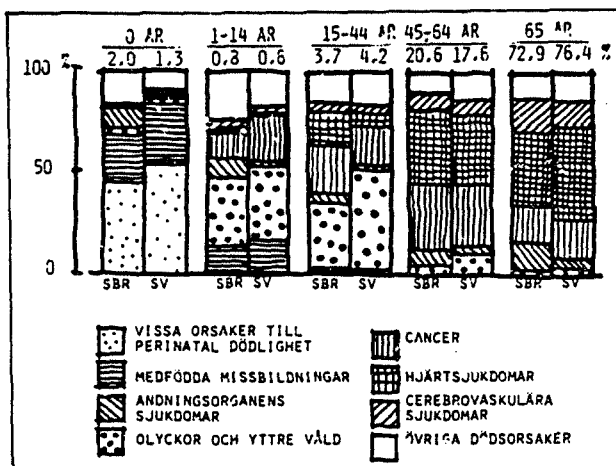 0 ÅR 1-14 ÅR 15-44 ÅR 45-64 ÅR 65 ÅR
100 % 2.0 1.3 0.8 0.6 3.7 4.2 20.6 17.6 72.9 76.4 %
50
0
SBR SV SBR SV SBR SV SBR SV SBR SV
VISSA ORSAKER TILL
PERINATAL DÖDLIGHET
MEDFÖDDA MISSBILDNINGAR
ANDNINGSORGANENS
SJUKDOMAR
OLYCKOR OCH YTTRE VÅLD
CANCER
HJÄRTSJUKDOMAR
CEREBROVASKULÄRA
SJUKDOMAR
ÖVRIGA DÖDSORSAKER